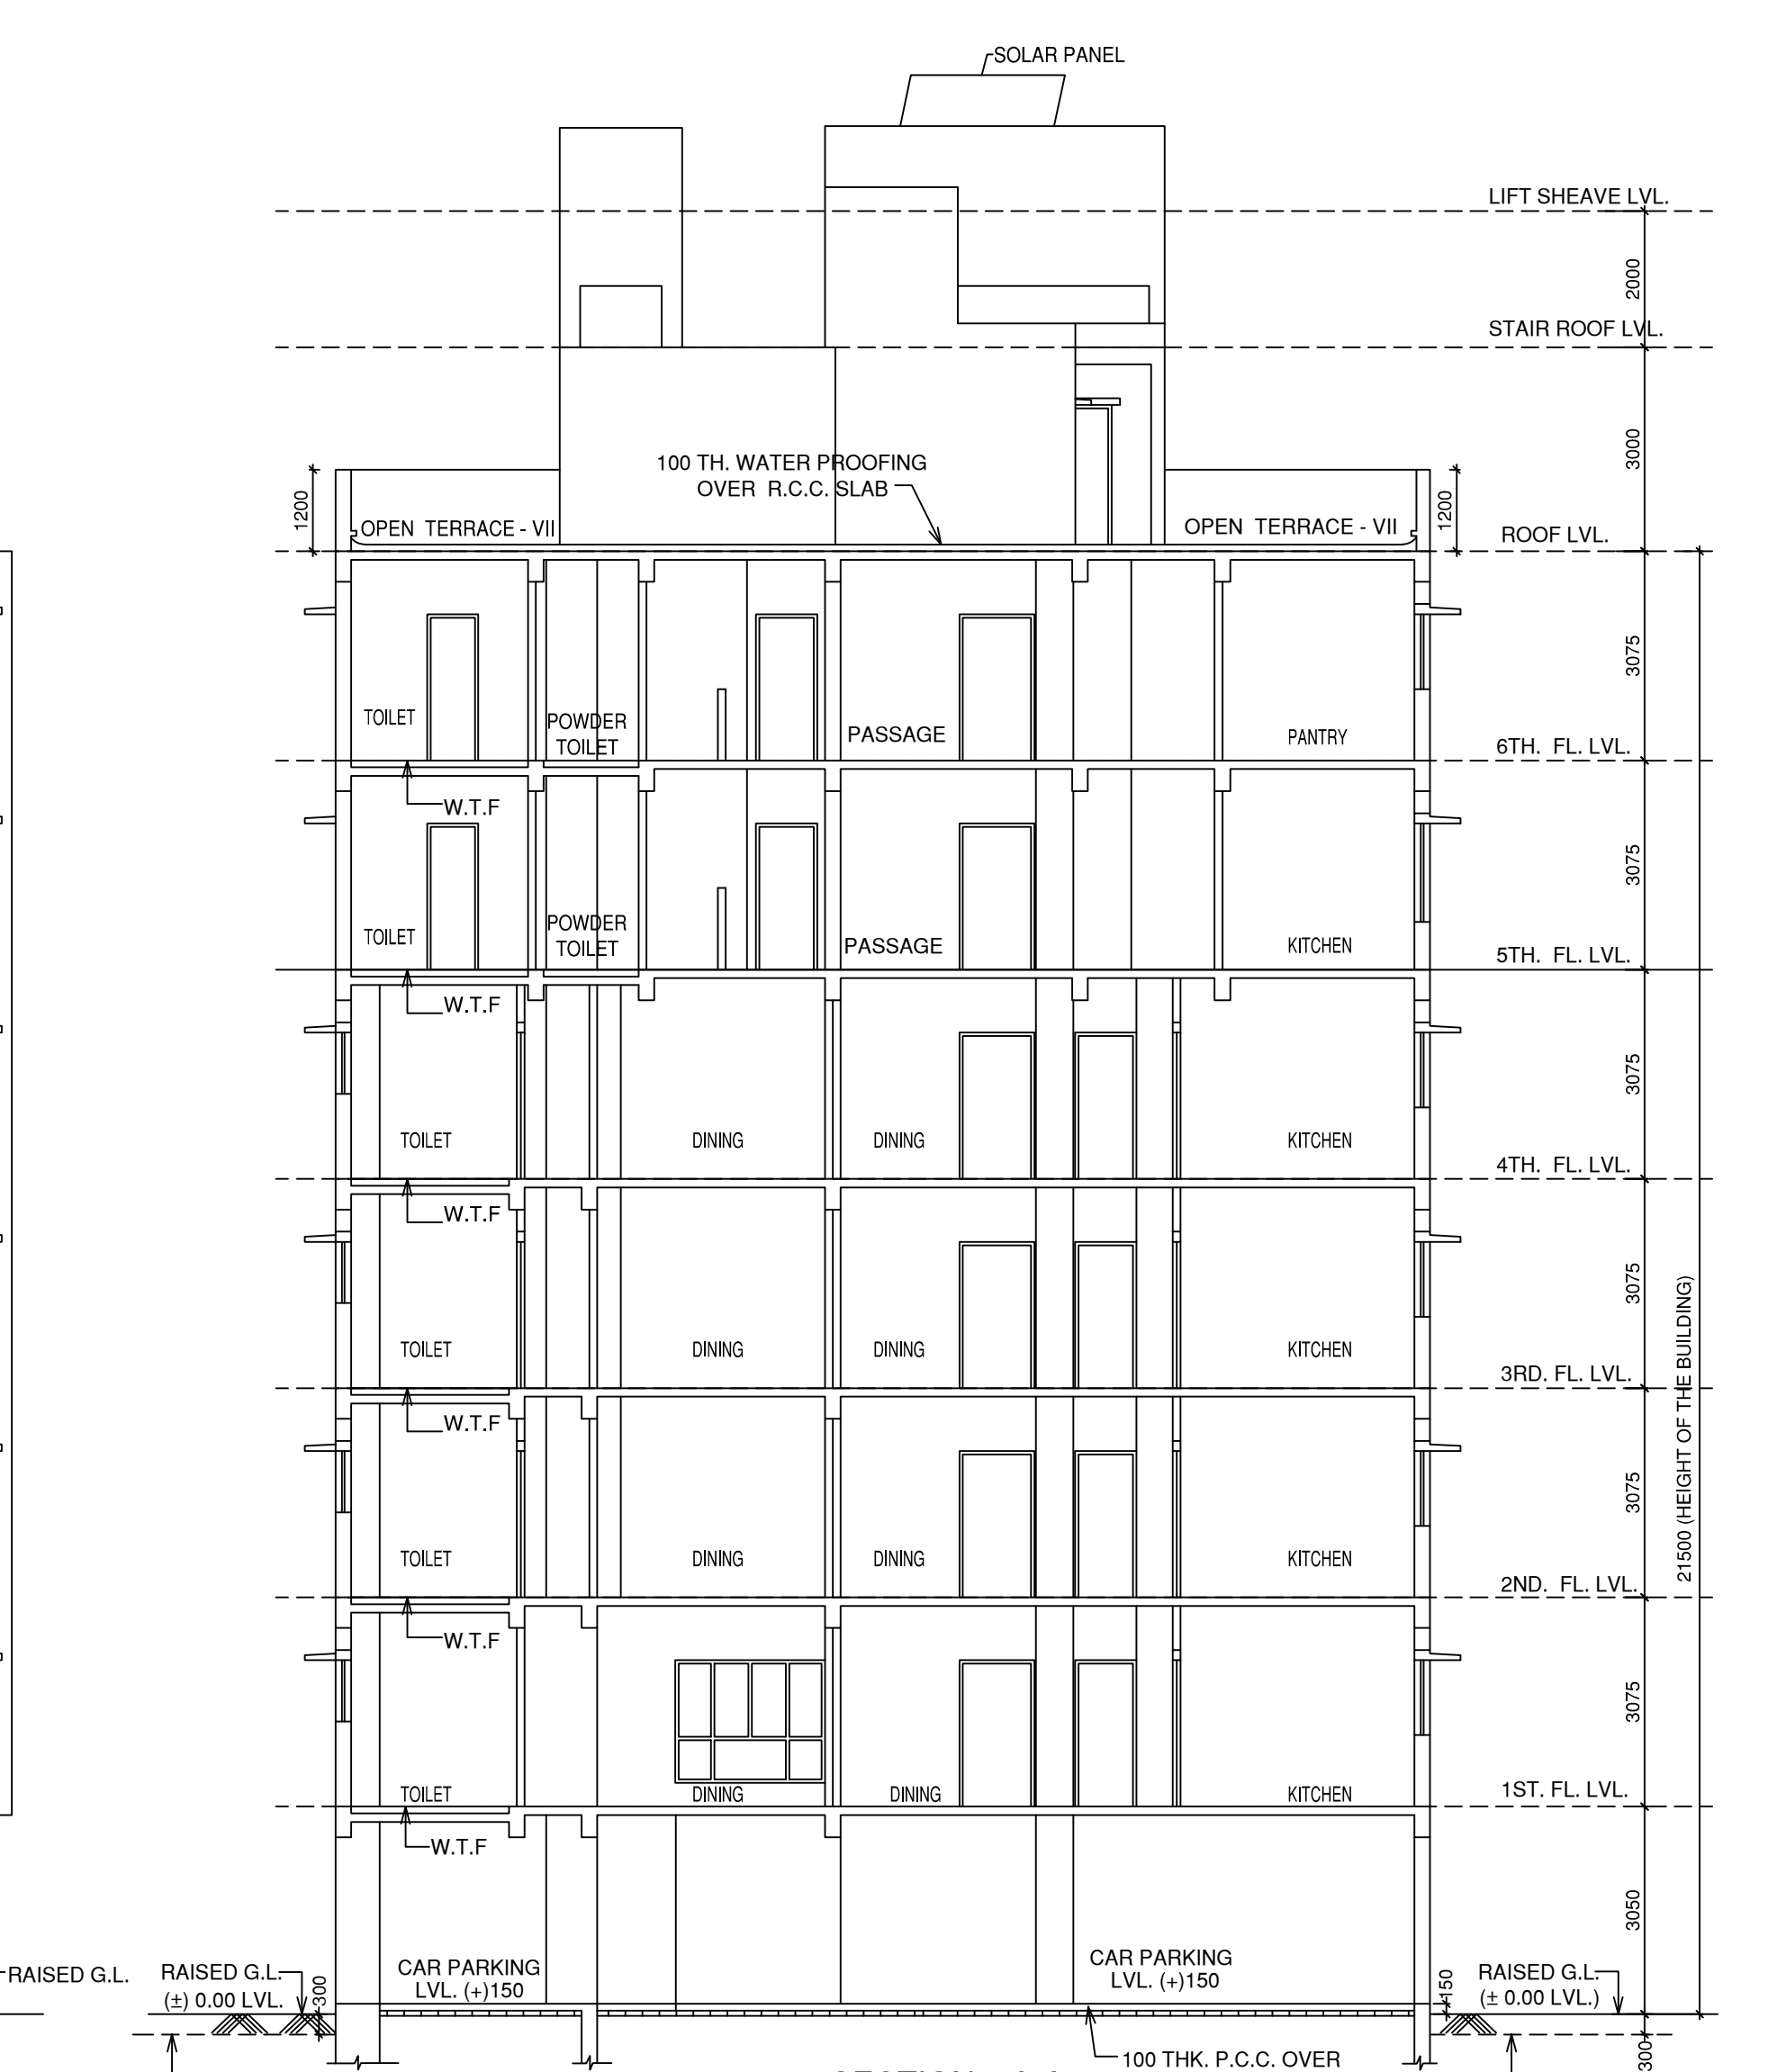 SOLAR PANEL
LIFT SHEAVE LVL.
2000
STAIR ROOF LVL.
3000
100 TH. WATER PROOFING
OVER R.C.C. SLAB
1200
1200
OPEN TERRACE - VII
OPEN TERRACE - VII
ROOF LVL.
3075
TOILET
POWDER
TOILET
PASSAGE
PANTRY
6TH. FL. LVL.
W.T.F
3075
TOILET
POWDER
TOILET
PASSAGE
KITCHEN
5TH. FL. LVL.
W.T.F
3075
TOILET
DINING
DINING
KITCHEN
4TH. FL. LVL.
W.T.F
3075
TOILET
DINING
DINING
KITCHEN
3RD. FL. LVL.
W.T.F
3075
21500 (HEIGHT OF THE BUILDING)
TOILET
DINING
DINING
KITCHEN
2ND. FL. LVL.
W.T.F
3075
TOILET
DINING
DINING
KITCHEN
1ST. FL. LVL.
W.T.F
3050
RAISED G.L.
RAISED G.L.
(±) 0.00 LVL.
300
CAR PARKING
LVL. (+)150
CAR PARKING
LVL. (+)150
150
RAISED G.L.
(± 0.00 LVL.)
300
100 THK. P.C.C. OVER